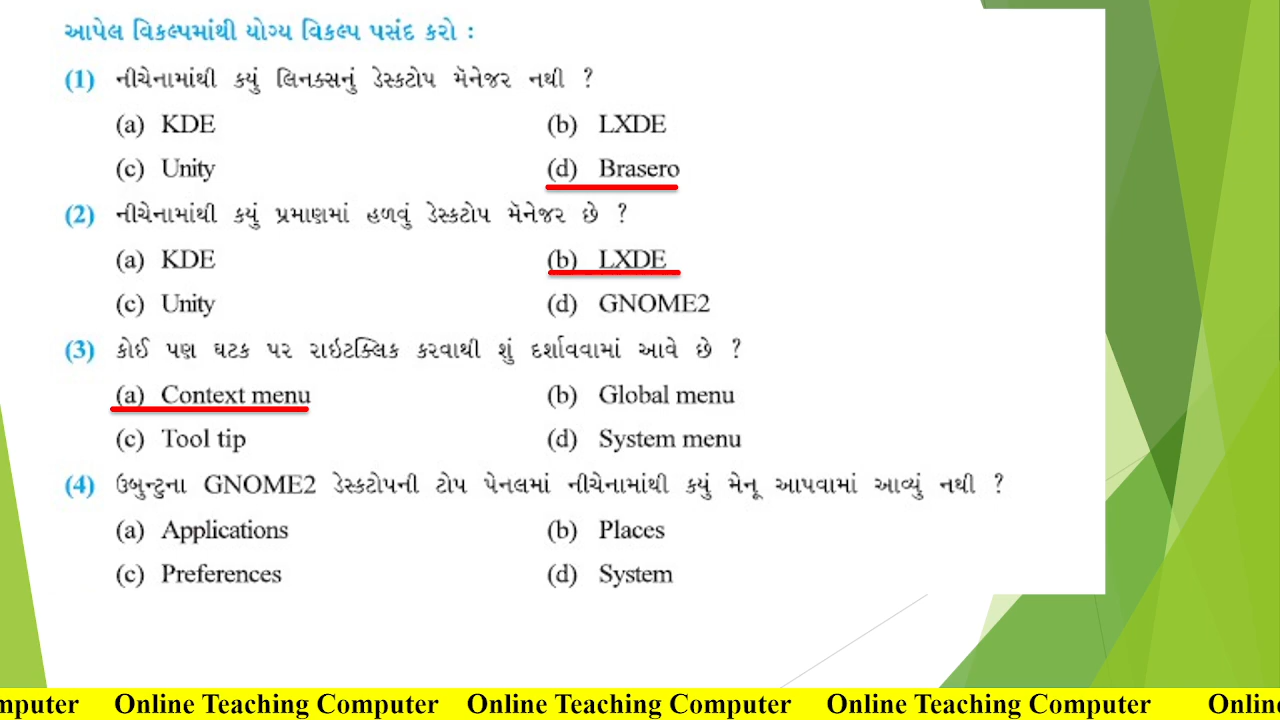 આપેલ વિકલ્પમાંથી યોગ્ય વિકલ્પ પસંદ કરો :
(1) નીચેનામાંથી કયું લિનક્સનું ડેસ્કટોપ મૅનેજર નથી ?
(a) KDE (b) LXDE
(c) Unity (d) Brasero
(2) નીચેનામાંથી કયું પ્રમાણમાં હળવું ડેસ્કટોપ મૅનેજર છે ?
(a) KDE (b) LXDE
(c) Unity (d) GNOME2
(3) કોઈ પણ ઘટક પર રાઇટક્લિક કરવાથી શું દર્શાવવામાં આવે છે ?
(a) Context menu (b) Global menu
(c) Tool tip (d) System menu
(4) ઉબુન્ટુના GNOME2 ડેસ્કટોપની ટોપ પેનલમાં નીચેનામાંથી કયું મેનૂ આપવામાં આવ્યું નથી ?
(a) Applications (b) Places
(c) Preferences (d) System
mputer Online Teaching Computer Online Teaching Computer Online Teaching Computer Onlin